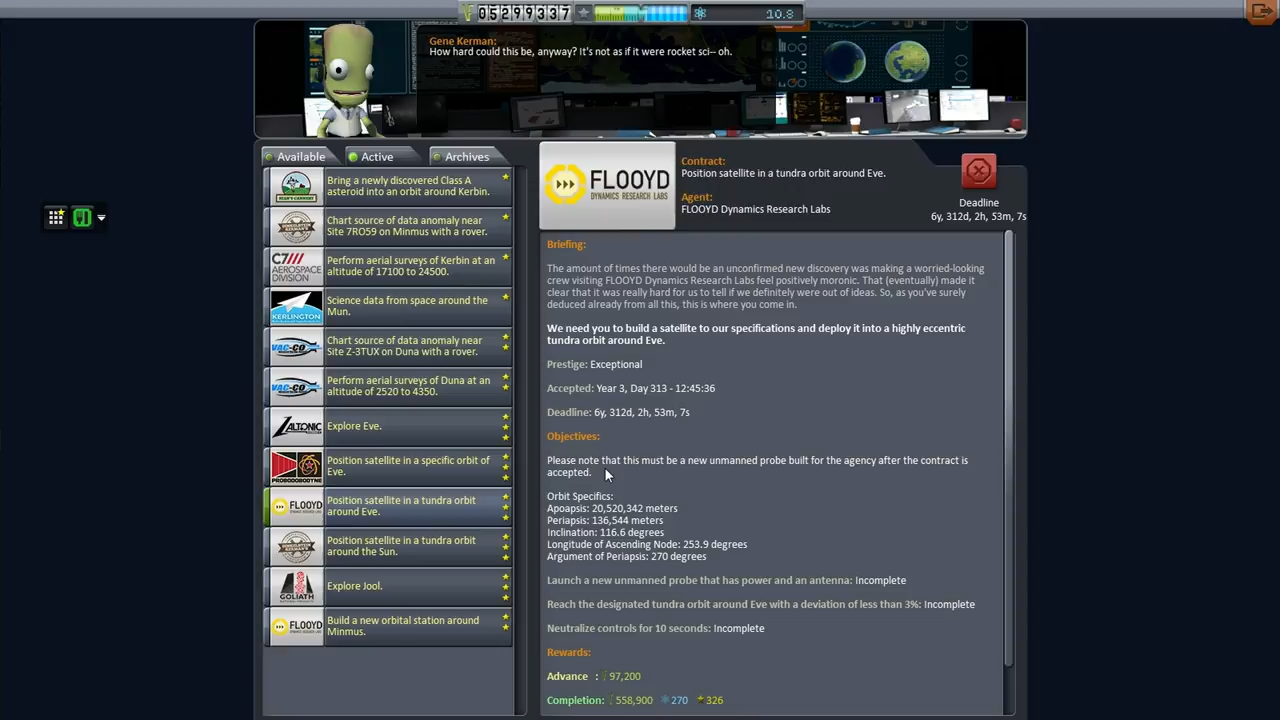 05299337
10.8
Gene Kerman:
How hard could this be, anyway? It's not as if it were rocket sci-- oh.
Available
Active
Archives
Bring a newly discovered Class A
asteroid into an orbit around Kerbin.
Chart source of data anomaly near
Site 7RO59 on Minmus with a rover.
C7///
AEROSPACE
DIVISION
Perform aerial surveys of Kerbin at an
altitude of 17100 to 24500.
KERLINGTON
Science data from space around the
Mun.
VAC-CO
Chart source of data anomaly near
Site Z-3TUX on Duna with a rover.
VAC-CO
Perform aerial surveys of Duna at an
altitude of 2520 to 4350.
Explore Eve.
PROBODOBODYNE
Position satellite in a specific orbit of
Eve.
FLOOYD
Position satellite in a tundra orbit
around Eve.
Position satellite in a tundra orbit
around the Sun.
GOLIATH
Explore Jool.
FLOOYD
Build a new orbital station around
Minmus.
FLOOYD
DYNAMICS RESEARCH LABS
Contract:
Position satellite in a tundra orbit around Eve.
Agent:
FLOOYD Dynamics Research Labs
Deadline
6y, 312d, 2h, 53m, 7s
Briefing:
The amount of times there would be an unconfirmed new discovery was making a worried-looking
crew visiting FLOOYD Dynamics Research Labs feel positively moronic. That (eventually) made it
clear that it was really hard for us to tell if we definitely were out of ideas. So, as you've surely
deduced already from all this, this is where you come in.
We need you to build a satellite to our specifications and deploy it into a highly eccentric
tundra orbit around Eve.
Prestige: Exceptional
Accepted: Year 3, Day 313 - 12:45:36
Deadline: 6y, 312d, 2h, 53m, 7s
Objectives:
Please note that this must be a new unmanned probe built for the agency after the contract is
accepted.
Orbit Specifics:
Apoapsis: 20,520,342 meters
Periapsis: 136,544 meters
Inclination: 116.6 degrees
Longitude of Ascending Node: 253.9 degrees
Argument of Periapsis: 270 degrees
Launch a new unmanned probe that has power and an antenna: Incomplete
Reach the designated tundra orbit around Eve with a deviation of less than 3%: Incomplete
Neutralize controls for 10 seconds: Incomplete
Rewards:
Advance : 97,200
Completion: 558,900 270 326